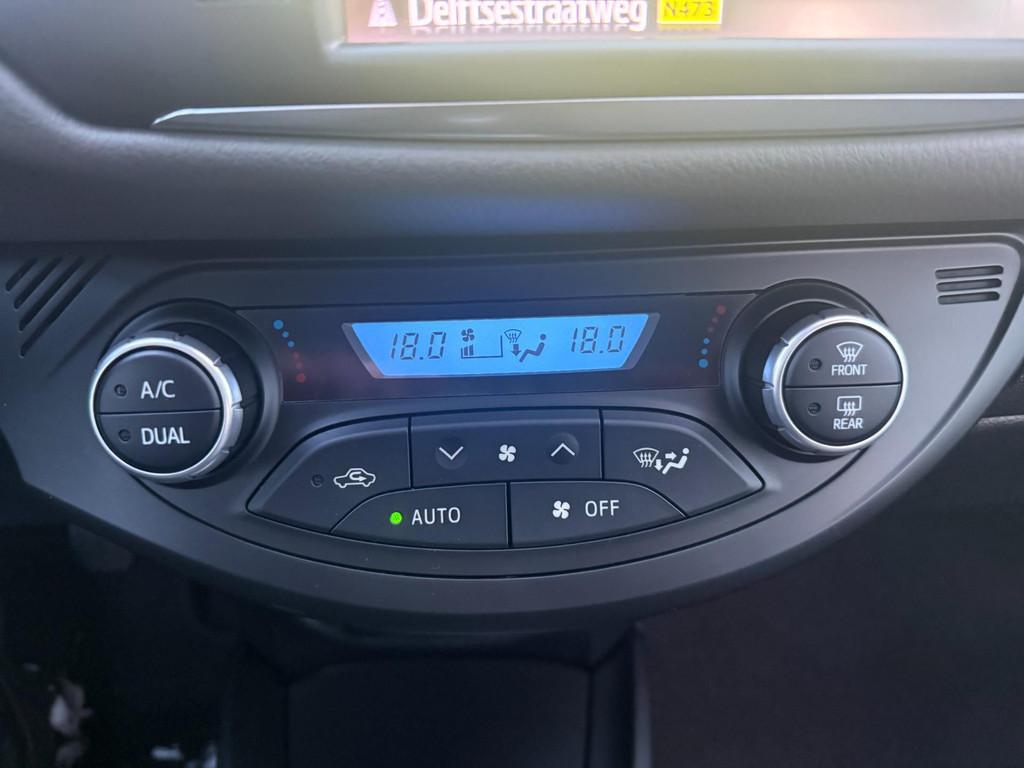 Delftsestraatweg N473
18.0 18.0
A/C
DUAL
FRONT
REAR
AUTO
OFF